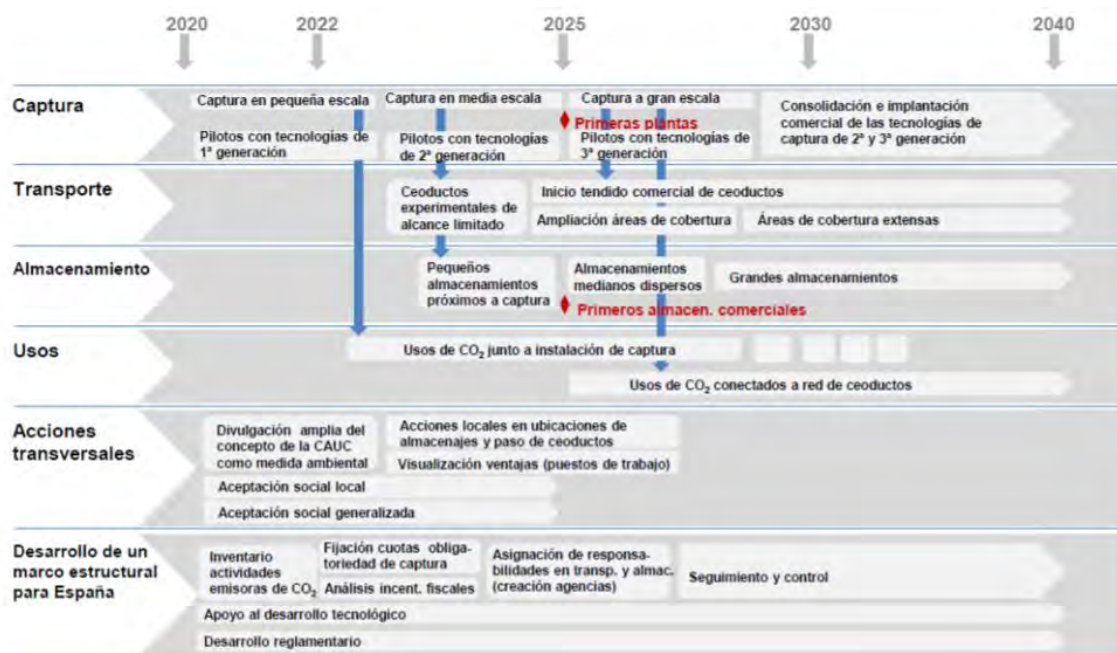 2020
2022
2025
2030
2040
Captura
Captura en pequeña escala
Captura en media escala
Captura a gran escala
Consolidación e implantación
comercial de las tecnologías de
captura de 2ª y 3ª generación
Primeras plantas
Pilotos con tecnologías de
1ª generación
Pilotos con tecnologías
de 2ª generación
Pilotos con tecnologías de
3ª generación
Transporte
Ceoductos
experimentales de
alcance limitado
Inicio tendido comercial de ceoductos
Ampliación áreas de cobertura
Áreas de cobertura extensas
Almacenamiento
Pequeños
almacenamientos
próximos a captura
Almacenamientos
medianos dispersos
Grandes almacenamientos
Primeros almacen. comerciales
Usos
Usos de CO₂ junto a instalación de captura
Usos de CO₂ conectados a red de ceoductos
Acciones
transversales
Divulgación amplia del
concepto de la CAUC
como medida ambiental
Acciones locales en ubicaciones de
almacenajes y paso de ceoductos
Visualización ventajas (puestos de trabajo)
Aceptación social local
Aceptación social generalizada
Desarrollo de un
marco estructural
para España
Inventario
actividades
emisoras de CO₂
Fijación cuotas obliga-
toriedad de captura
Análisis incent. fiscales
Asignación de responsa-
bilidades en transp. y almac.
(creación agencias)
Seguimiento y control
Apoyo al desarrollo tecnológico
Desarrollo reglamentario